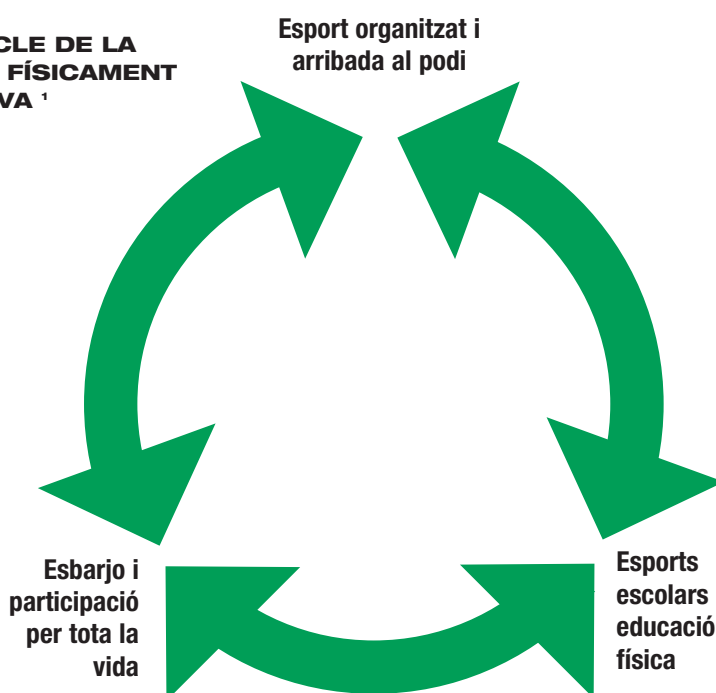 CLE DE LA
FÍSICAMENT
VA ¹
Esport organitzat i
arribada al podi
Esbarjo i
participació
per tota la
vida
Esports
escolars
educació
física